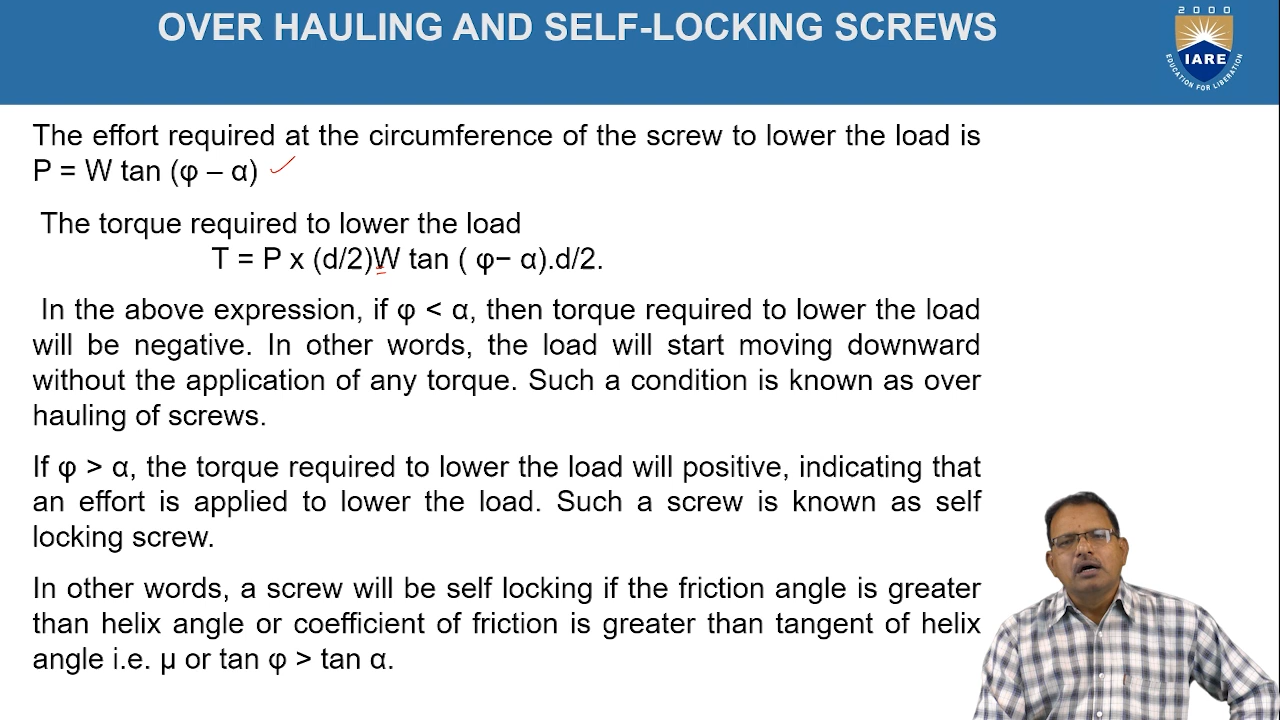 OVER HAULING AND SELF-LOCKING SCREWS
2000
IARE
EDUCATION FOR LIBERATION
The effort required at the circumference of the screw to lower the load is
P = W tan (φ – α)
The torque required to lower the load
T = P x (d/2)W tan ( φ− α).d/2.
In the above expression, if φ < α, then torque required to lower the load
will be negative. In other words, the load will start moving downward
without the application of any torque. Such a condition is known as over
hauling of screws.
If φ > α, the torque required to lower the load will positive, indicating that
an effort is applied to lower the load. Such a screw is known as self
locking screw.
In other words, a screw will be self locking if the friction angle is greater
than helix angle or coefficient of friction is greater than tangent of helix
angle i.e. μ or tan φ > tan α.